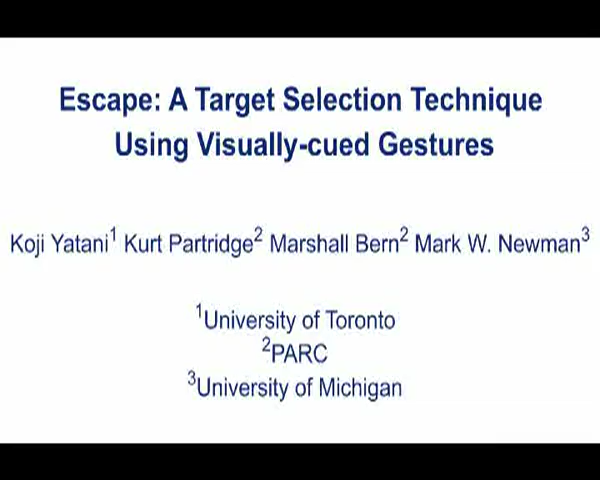 Escape: A Target Selection Technique
Using Visually-cued Gestures
Koji Yatani¹ Kurt Partridge² Marshall Bern² Mark W. Newman³
¹University of Toronto
²PARC
³University of Michigan